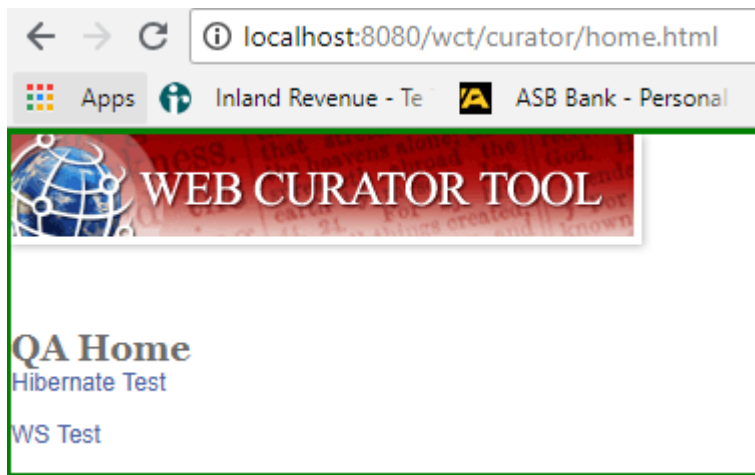 localhost:8080/wct/curator/home.html
Apps Inland Revenue - Te ASB Bank - Personal
WEB CURATOR TOOL
QA Home
Hibernate Test
WS Test